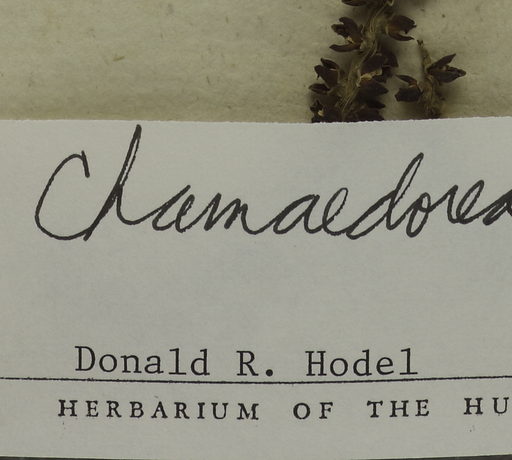 Chamaedorea
Donald R. Hodel
HERBARIUM OF THE HU